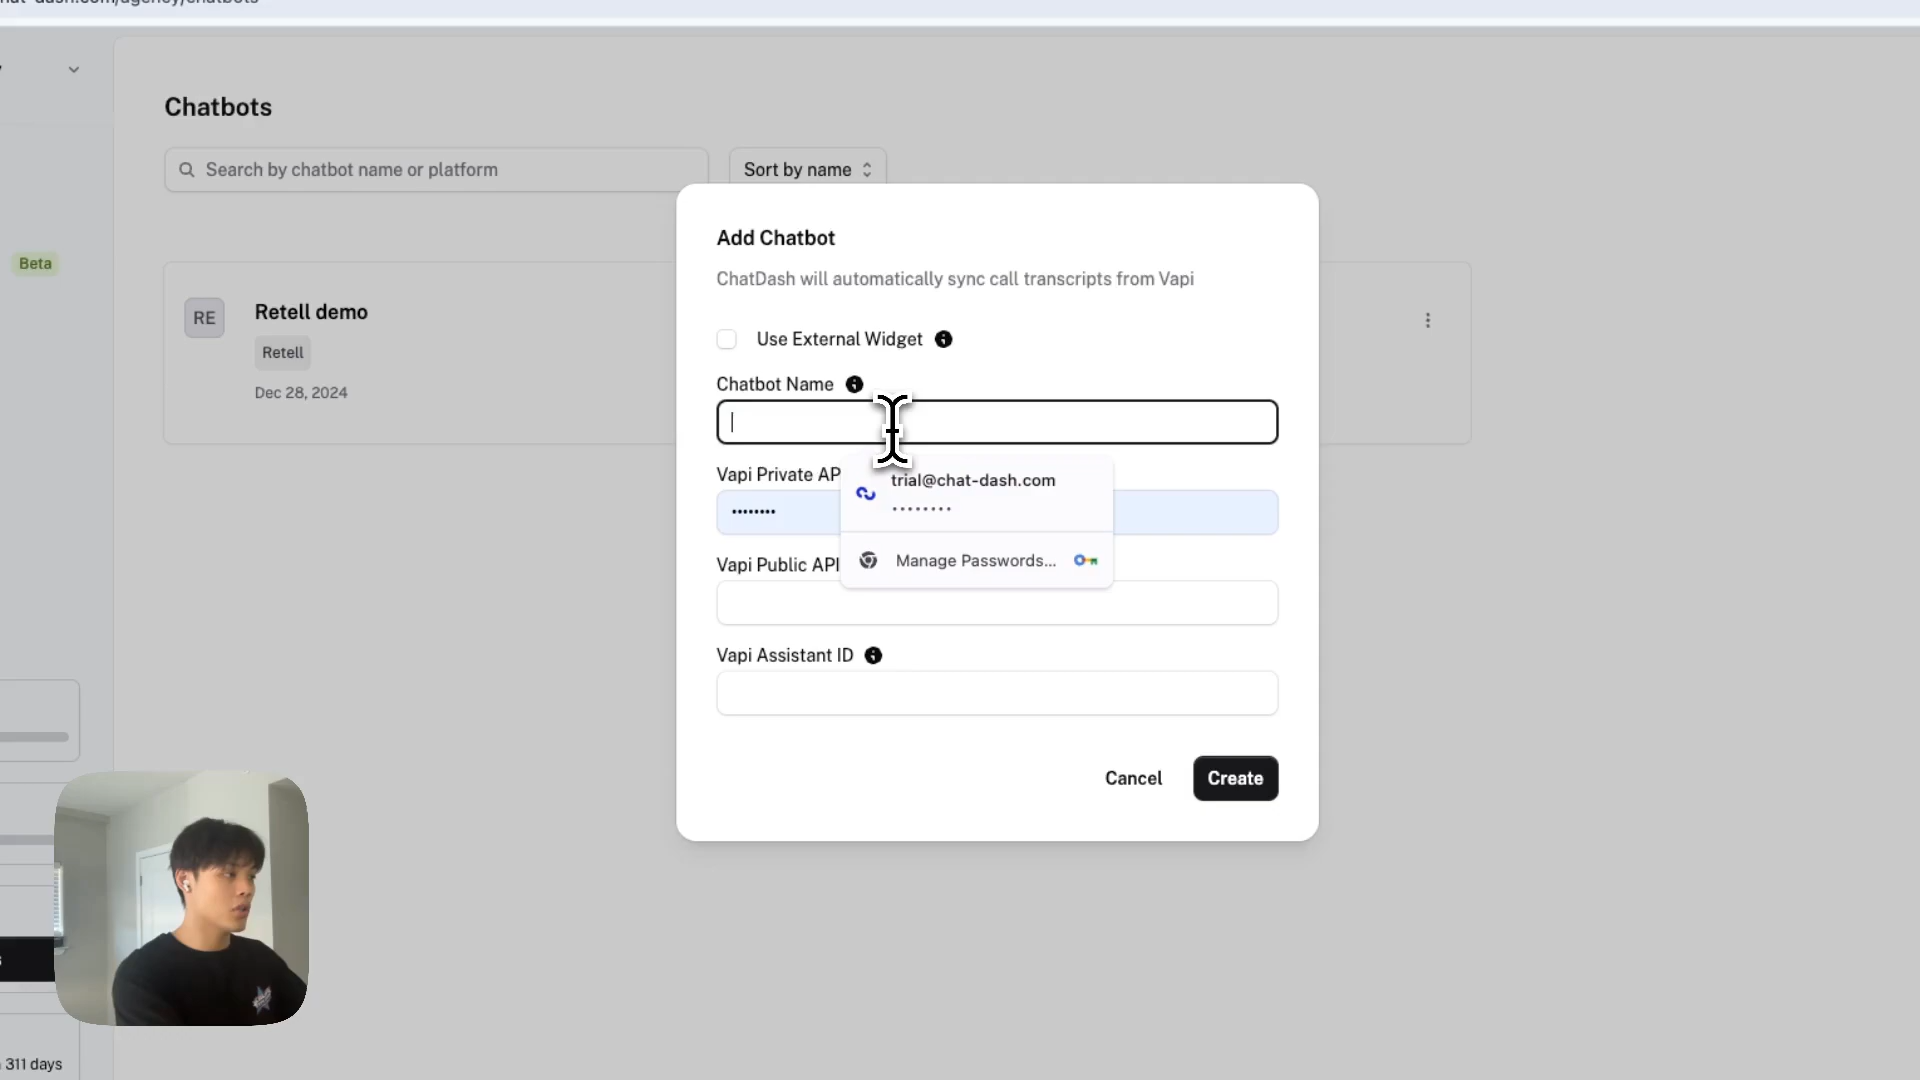 Chatbots
Search by chatbot name or platform
Sort by name
Beta
RE
Retell demo
Retell
Dec 28, 2024
Add Chatbot
ChatDash will automatically sync call transcripts from Vapi
Use External Widget
Chatbot Name
Vapi Private AP
••••••••
trial@chat-dash.com
••••••••
Manage Passwords...
Vapi Public API
Vapi Assistant ID
Cancel
Create
311 days